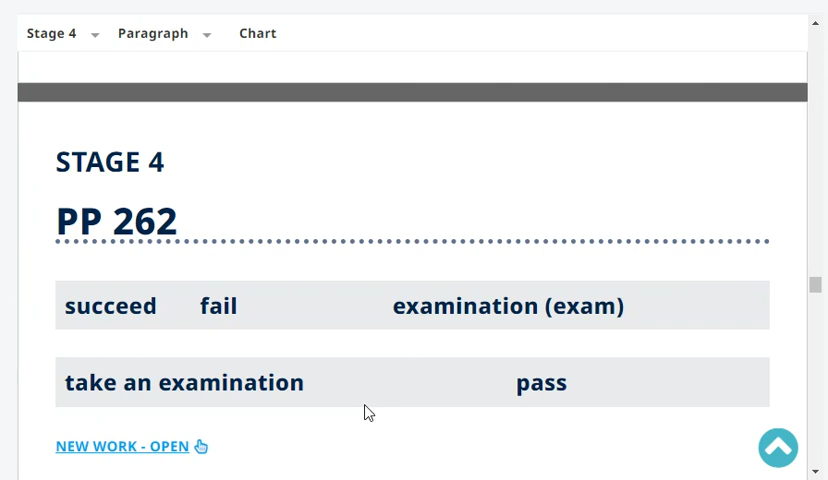 Stage 4 Paragraph Chart
STAGE 4
PP 262
succeed fail examination (exam)
take an examination pass
NEW WORK - OPEN